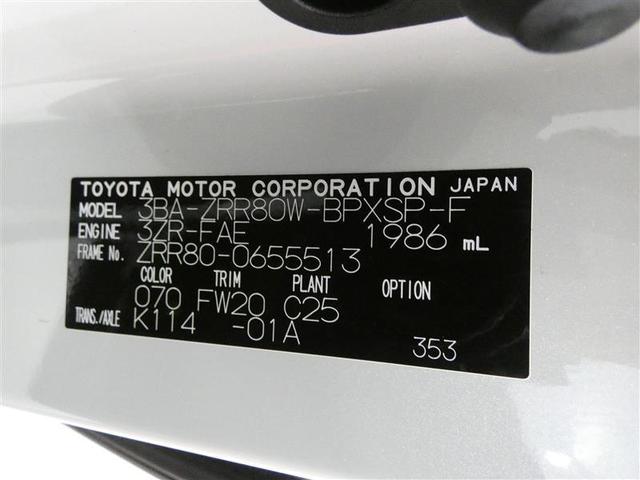 TOYOTA MOTOR CORPORATION JAPAN
MODEL 3BA-ZRR80W-BPXSP-F
ENGINE 3ZR-FAE 1986 mL
FRAME No. ZRR80-0655513
COLOR TRIM PLANT OPTION
070 FW20 C25
TRANS./AXLE K114 -01A
353